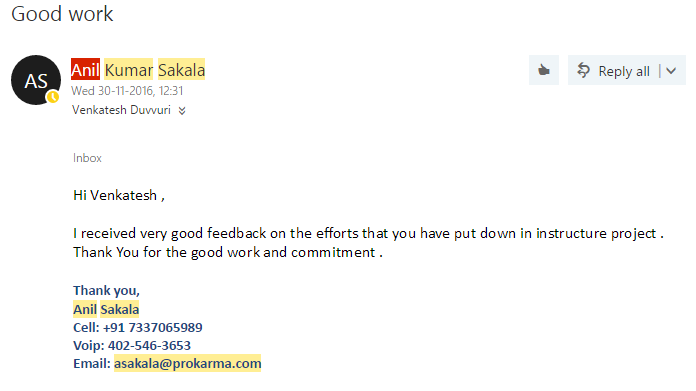 Good work
AS
Anil Kumar Sakala
Reply all
Wed 30-11-2016, 12:31
Venkatesh Duvvuri
Inbox
Hi Venkatesh ,
I received very good feedback on the efforts that you have put down in instructure project .
Thank You for the good work and commitment .
Thank you,
Anil Sakala
Cell: +91 7337065989
Voip: 402-546-3653
Email: asakala@prokarma.com